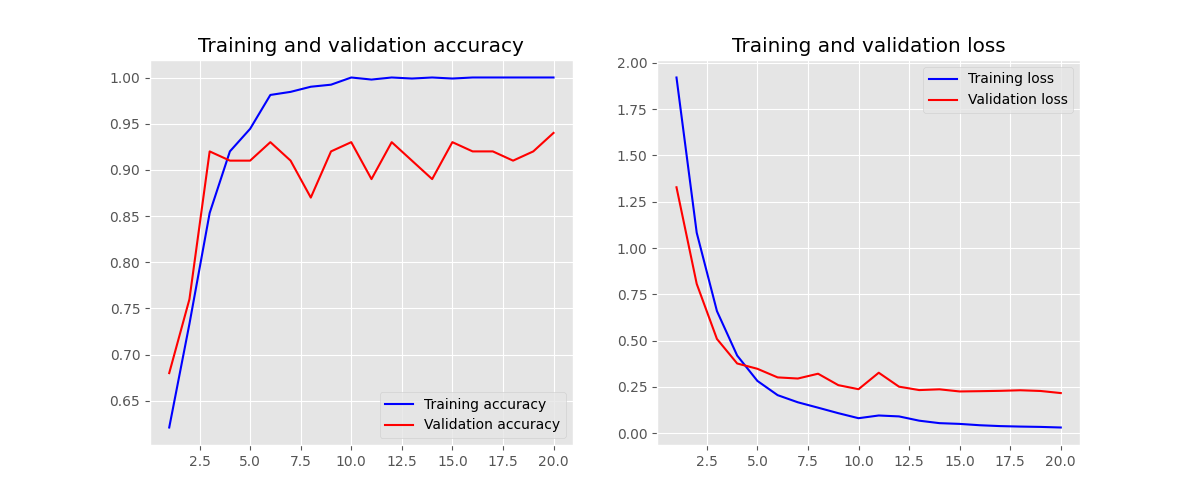 Training and validation accuracy
1.00
0.95
0.90
0.85
0.80
0.75
0.70
0.65
2.5 5.0 7.5 10.0 12.5 15.0 17.5 20.0
Training accuracy
Validation accuracy
Training and validation loss
2.00
1.75
1.50
1.25
1.00
0.75
0.50
0.25
0.00
2.5 5.0 7.5 10.0 12.5 15.0 17.5 20.0
Training loss
Validation loss